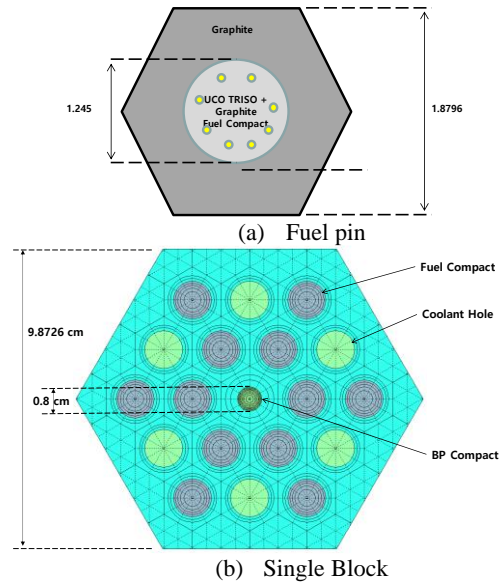 Graphite
1.245
UCO TRISO +
Graphite
Fuel Compact
1.8796
(a) Fuel pin
Fuel Compact
Coolant Hole
9.8726 cm
0.8 cm
BP Compact
(b) Single Block